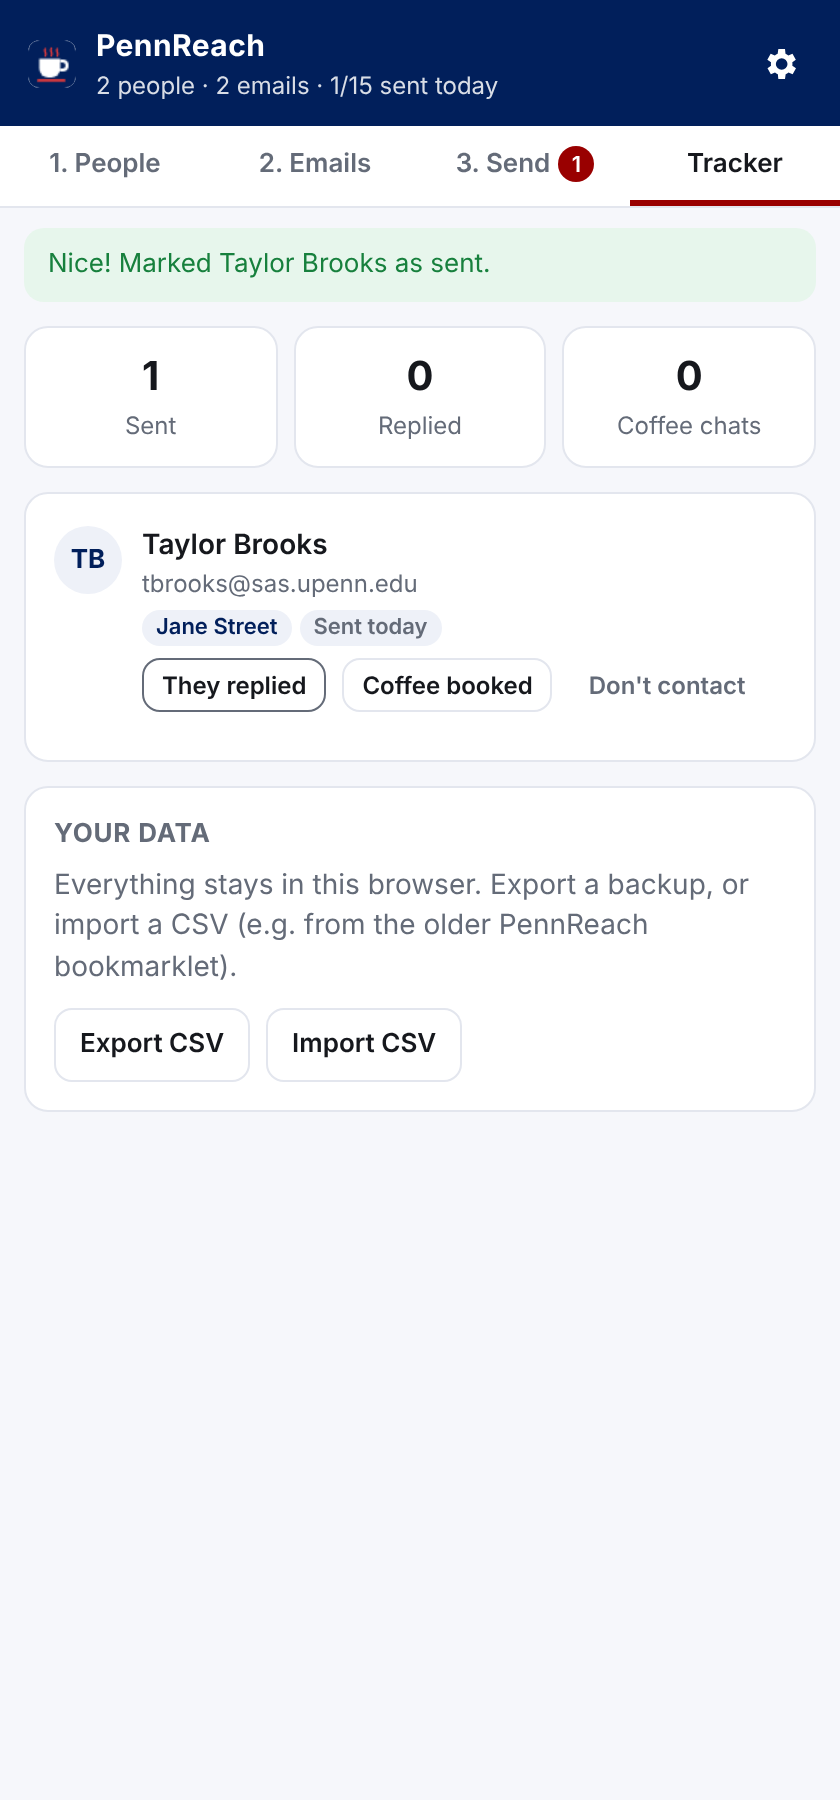 PennReach
2 people · 2 emails · 1/15 sent today
1. People
2. Emails
3. Send 1
Tracker
Nice! Marked Taylor Brooks as sent.
1
Sent
0
Replied
0
Coffee chats
TB
Taylor Brooks
tbrooks@sas.upenn.edu
Jane Street
Sent today
They replied
Coffee booked
Don't contact
YOUR DATA
Everything stays in this browser. Export a backup, or
import a CSV (e.g. from the older PennReach
bookmarklet).
Export CSV
Import CSV